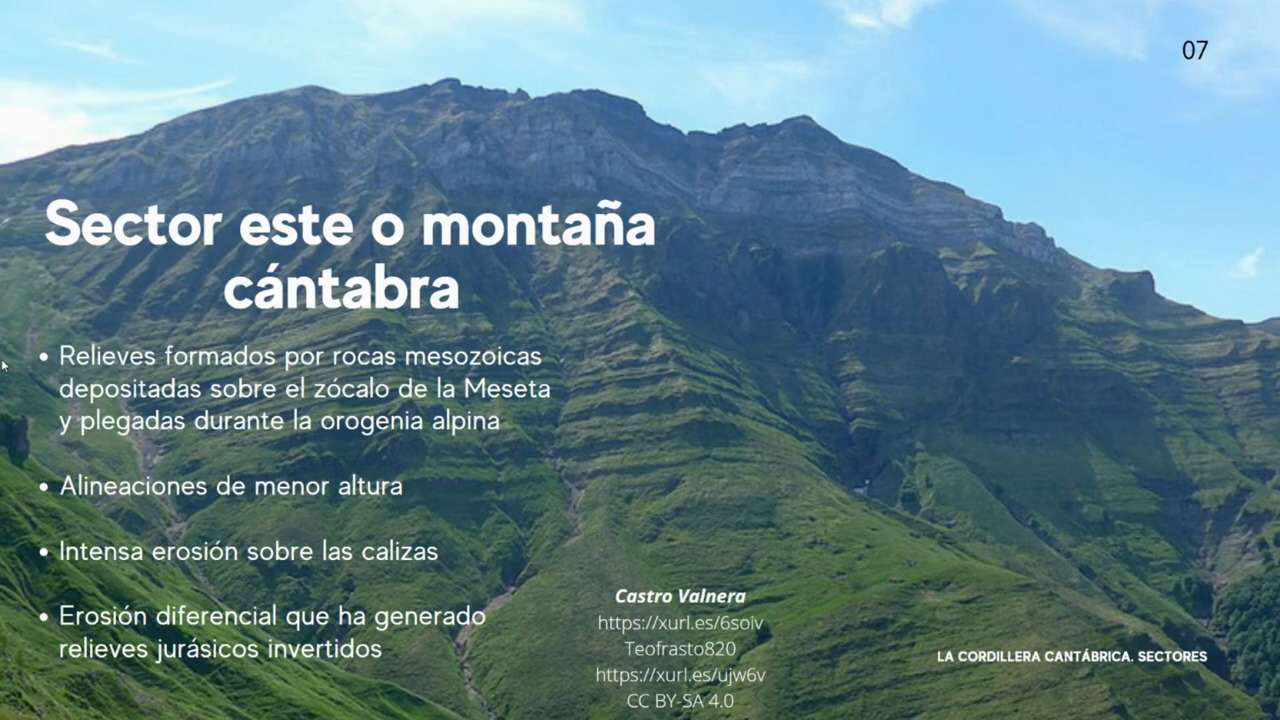 07
Sector este o montaña
cántabra
• Relieves formados por rocas mesozoicas
depositadas sobre el zócalo de la Meseta
y plegadas durante la orogenia alpina
• Alineaciones de menor altura
• Intensa erosión sobre las calizas
• Erosión diferencial que ha generado
relieves jurásicos invertidos
Castro Valnera
https://xurl.es/6soiv
Teofrasto820
https://xurl.es/ujw6v
CC BY-SA 4.0
LA CORDILLERA CANTÁBRICA. SECTORES